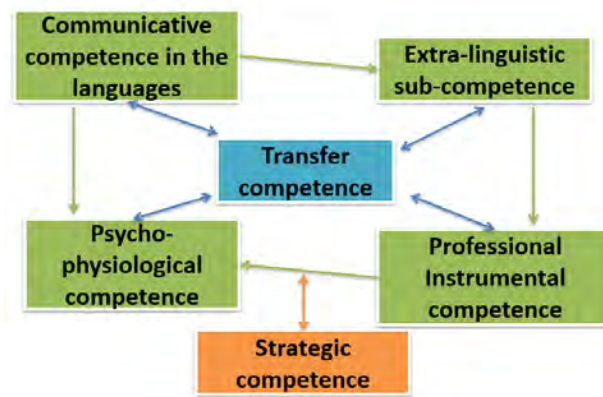 Communicative
competence in the
languages
Extra-linguistic
sub-competence
Transfer
competence
Psycho-
physiological
competence
Professional
Instrumental
competence
Strategic
competence